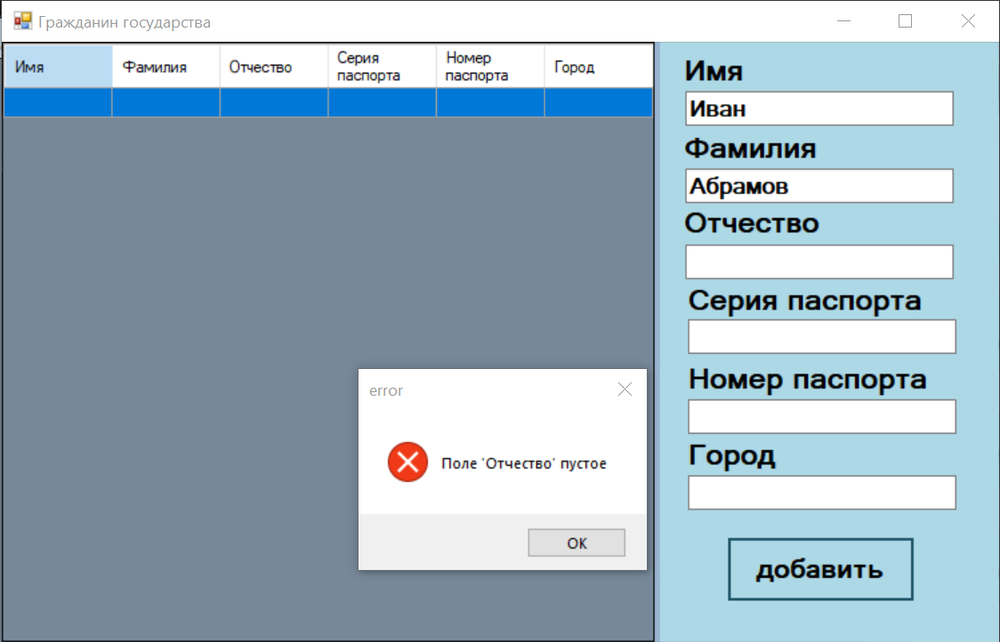 Гражданин государства
Имя
Фамилия
Отчество
Серия
паспорта
Номер
паспорта
Город
Имя
Иван
Фамилия
Абрамов
Отчество
Серия паспорта
Номер паспорта
Город
добавить
error
Поле 'Отчество' пустое
OK